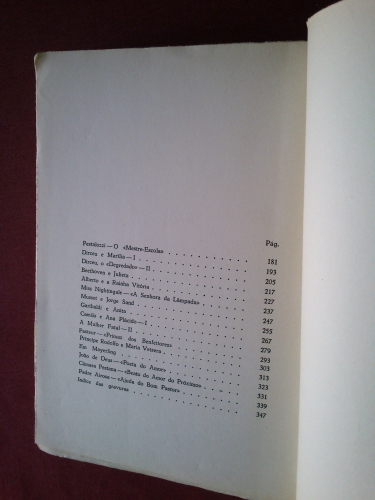 Pág.
Pestalozzi — O «Mestre-Escola» 181
Dirceu e Marília — I 193
Dirceu, o «Degredado» — II 205
Beethoven e Julieta 217
Alberto e a Rainha Vitória 227
Miss Nightingale — «A Senhora da Lâmpada» 237
Musset e Jorge Sand 247
Garibaldi e Anita 255
Camilo e Ana Plácido — I 267
A Mulher Fatal — II 279
Pasteur — «Primus dos Benfeitores» 293
Príncipe Rodolfo e Maria Vetsera 303
Em Mayerling 313
João de Deus — «Poeta do Amor» 323
Câmara Pestana — «Beato do Amor do Próximo» 331
Padre Airosa — «Ajuda do Bom Pastor» 339
Índice das gravuras 347